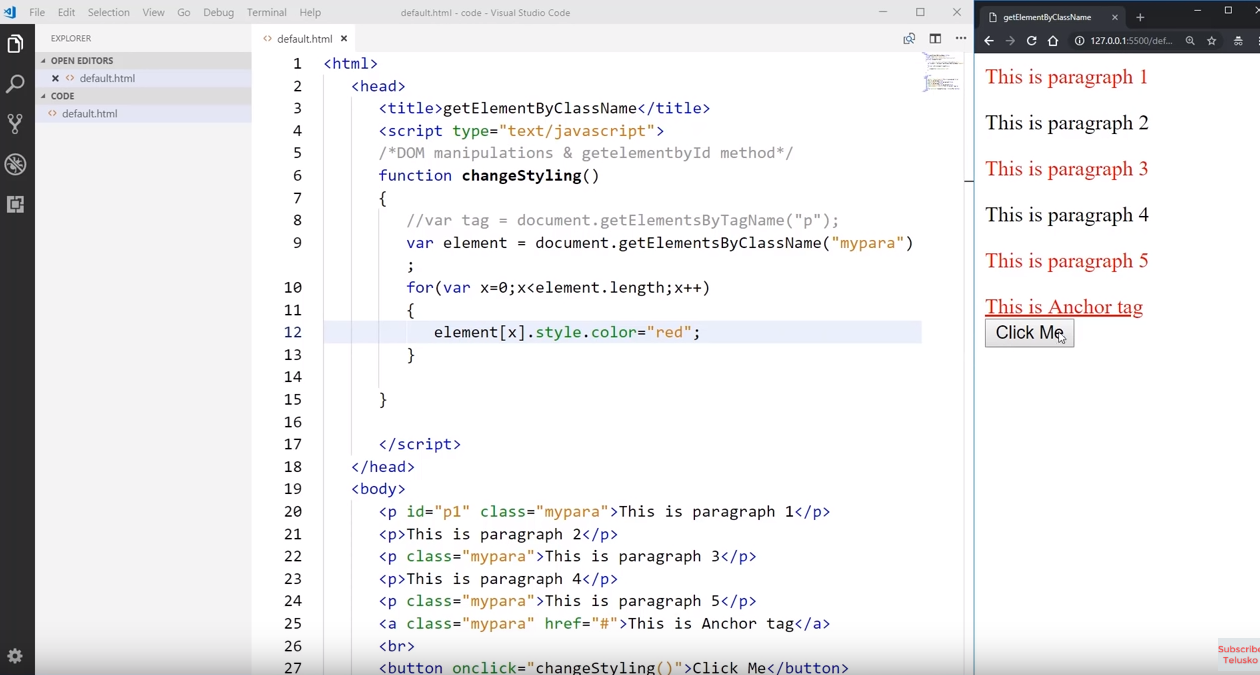 File Edit Selection View Go Debug Terminal Help default.html - code - Visual Studio Code
EXPLORER
OPEN EDITORS
default.html
CODE
default.html
default.html
1 <html>
2 <head>
3 <title>getElementByClassName</title>
4 <script type="text/javascript">
5 /*DOM manipulations & getelementbyId method*/
6 function changeStyling()
7 {
8 //var tag = document.getElementsByTagName("p");
9 var element = document.getElementsByClassName("mypara")
;
10 for(var x=0;x<element.length;x++)
11 {
12 element[x].style.color="red";
13 }
14
15 }
16
17 </script>
18 </head>
19 <body>
20 <p id="p1" class="mypara">This is paragraph 1</p>
21 <p>This is paragraph 2</p>
22 <p class="mypara">This is paragraph 3</p>
23 <p>This is paragraph 4</p>
24 <p class="mypara">This is paragraph 5</p>
25 <a class="mypara" href="#">This is Anchor tag</a>
26 <br>
27 <button onclick="changeStyling()">Click Me</button>
getElementByClassName
127.0.0.1:5500/def...
This is paragraph 1
This is paragraph 2
This is paragraph 3
This is paragraph 4
This is paragraph 5
This is Anchor tag
Click Me
Subscribe
Telusko